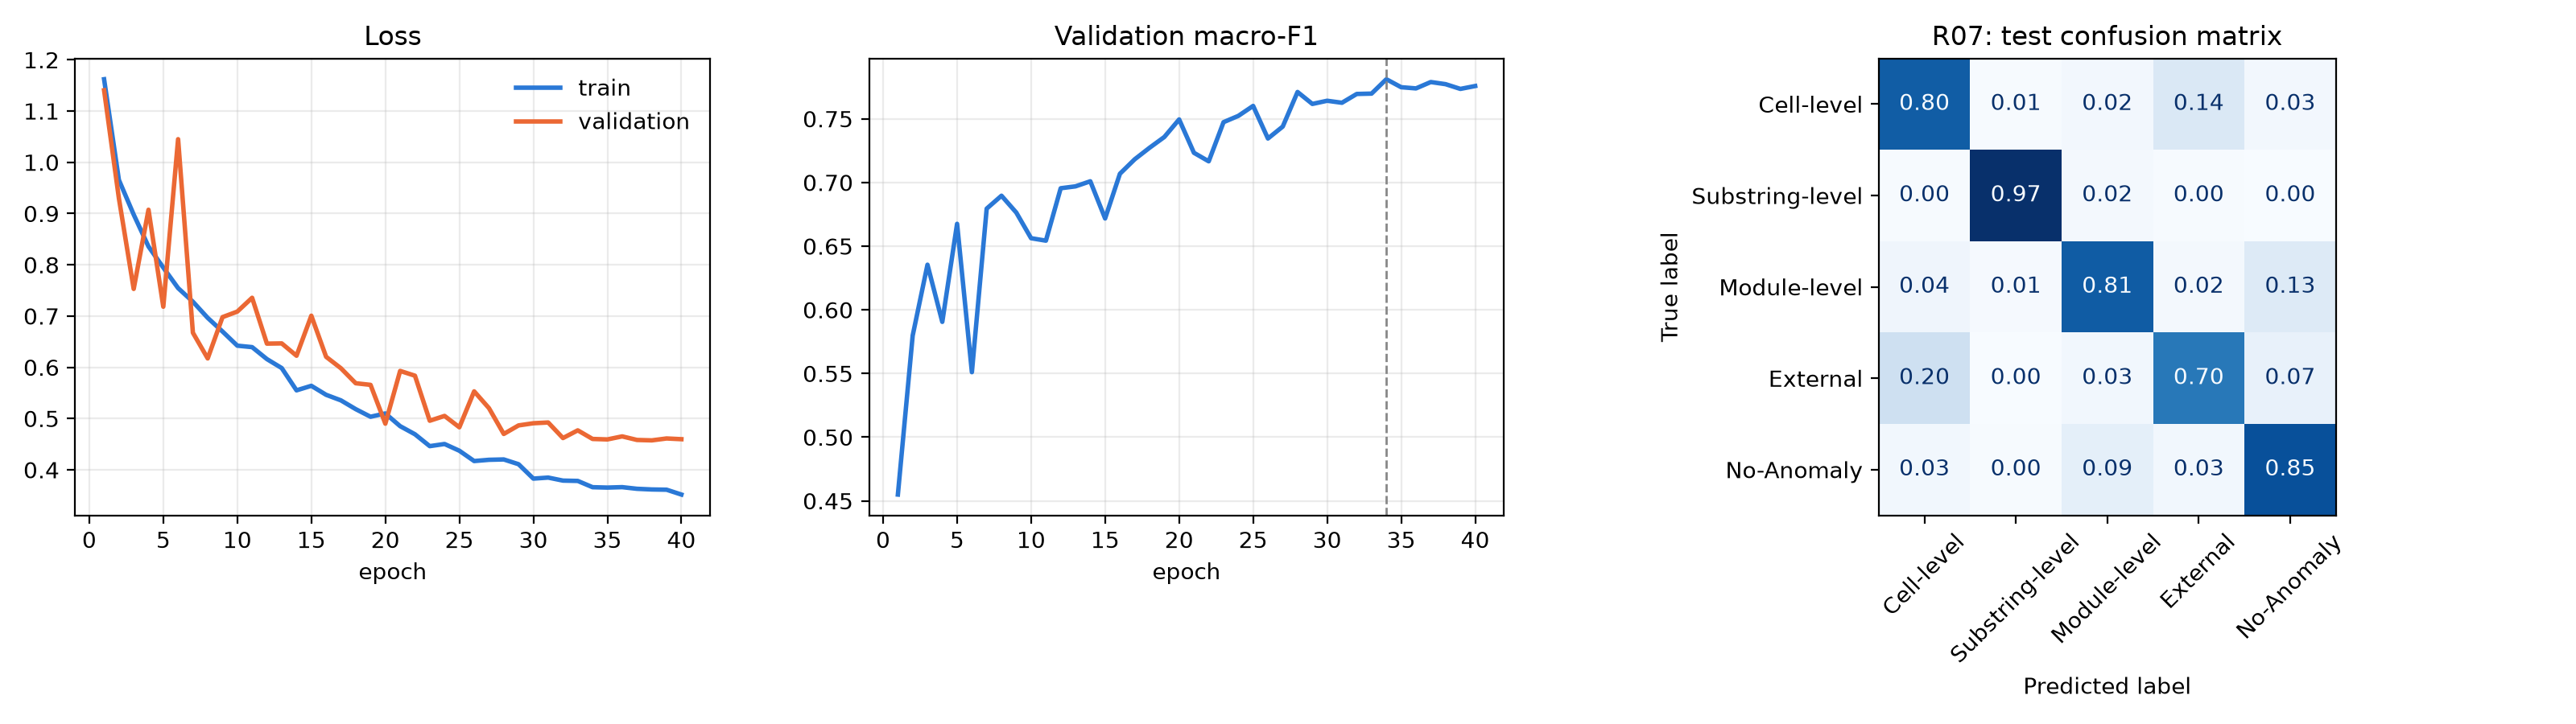 Loss
1.2
1.1
1.0
0.9
0.8
0.7
0.6
0.5
0.4
train
validation
0 5 10 15 20 25 30 35 40
epoch
Validation macro-F1
0.75
0.70
0.65
0.60
0.55
0.50
0.45
0 5 10 15 20 25 30 35 40
epoch
R07: test confusion matrix
True label
Cell-level 0.80 0.01 0.02 0.14 0.03
Substring-level 0.00 0.97 0.02 0.00 0.00
Module-level 0.04 0.01 0.81 0.02 0.13
External 0.20 0.00 0.03 0.70 0.07
No-Anomaly 0.03 0.00 0.09 0.03 0.85
Cell-level
Substring-level
Module-level
External
No-Anomaly
Predicted label